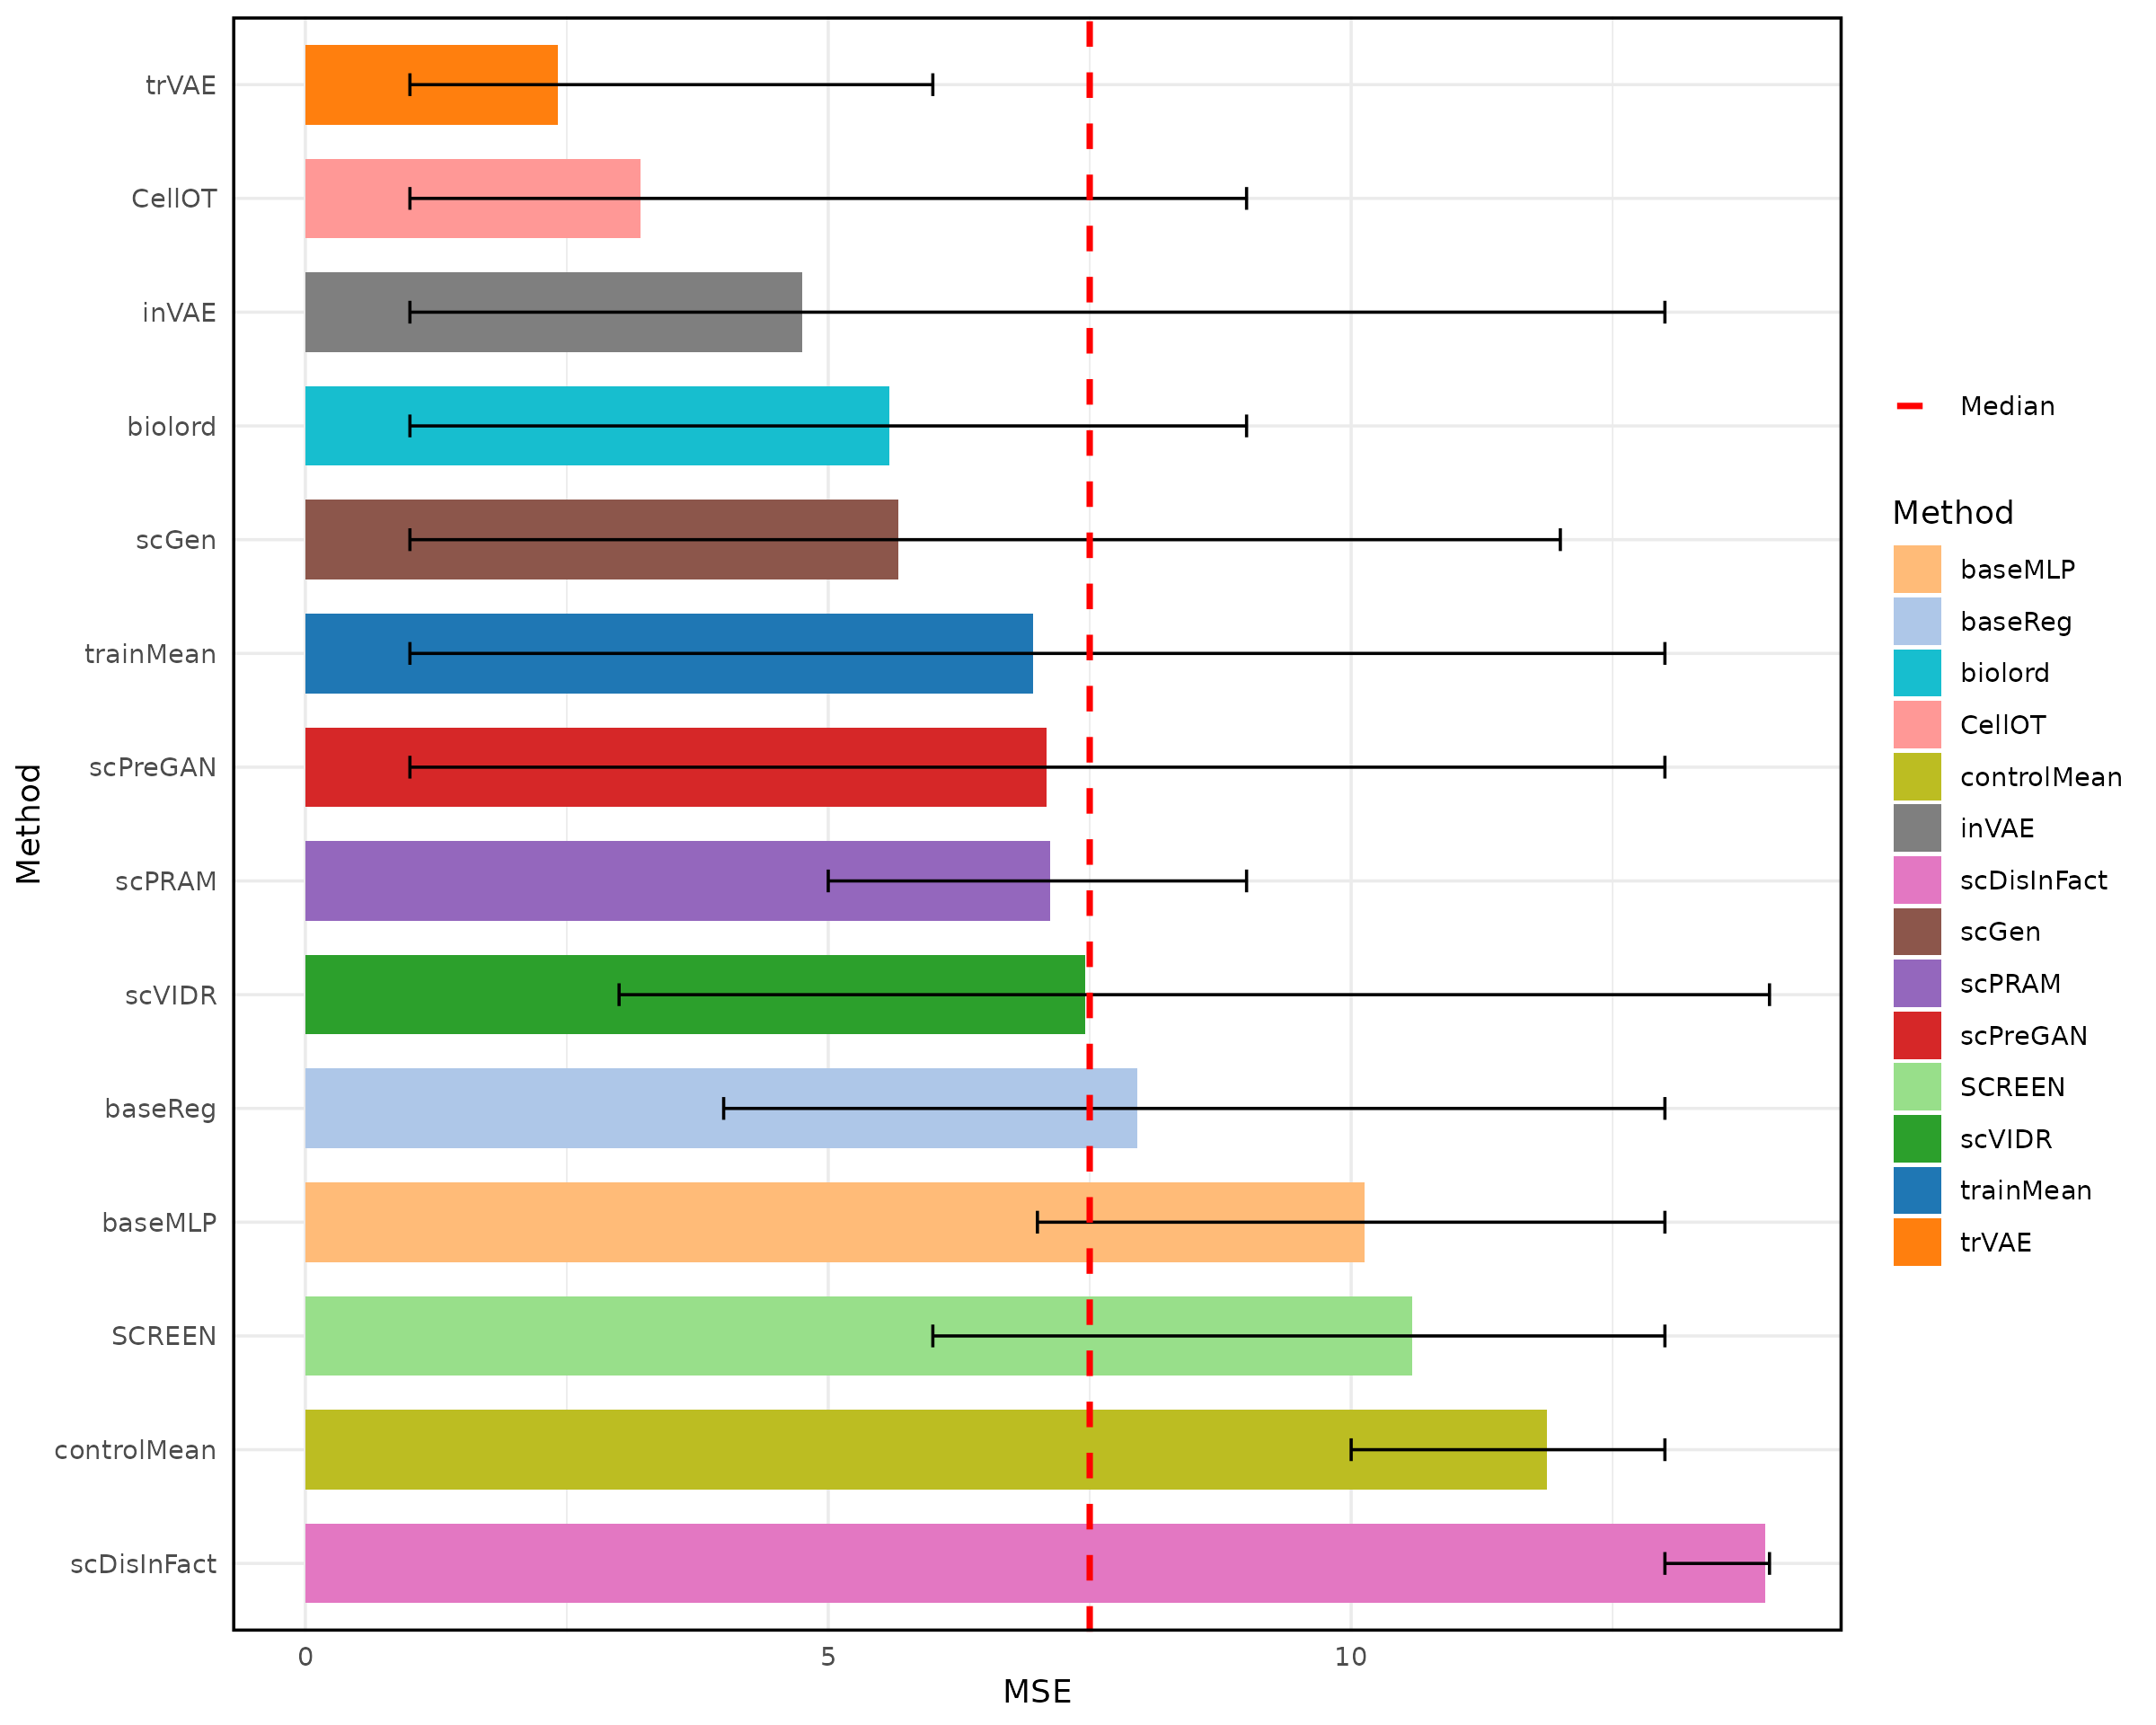 trVAE
CellOT
inVAE
biolord
scGen
trainMean
scPreGAN
scPRAM
scVIDR
baseReg
baseMLP
SCREEN
controlMean
scDisInFact
Method
0 5 10
MSE
Median
Method
baseMLP
baseReg
biolord
CellOT
controlMean
inVAE
scDisInFact
scGen
scPRAM
scPreGAN
SCREEN
scVIDR
trainMean
trVAE